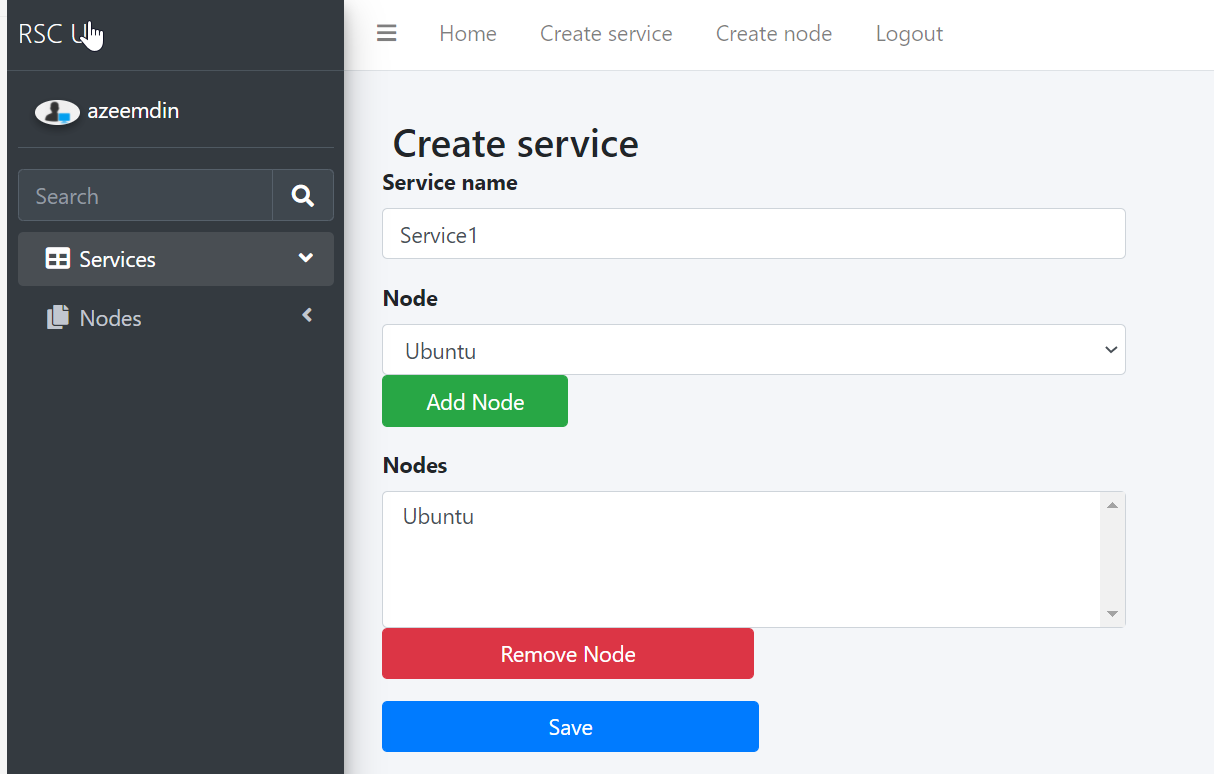 RSC
Home Create service Create node Logout
azeemdin
Search
Services
Nodes
Create service
Service name
Service1
Node
Ubuntu
Add Node
Nodes
Ubuntu
Remove Node
Save